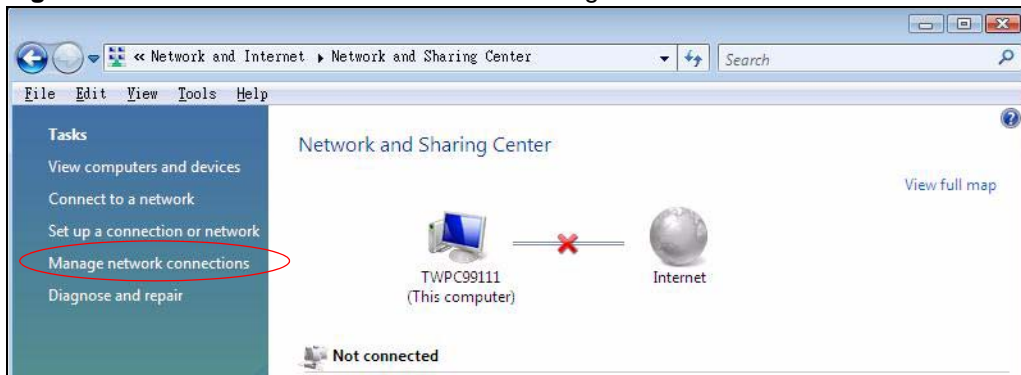 « Network and Internet ▸ Network and Sharing Center
Search
File Edit View Tools Help
Tasks
View computers and devices
Connect to a network
Set up a connection or network
Manage network connections
Diagnose and repair
Network and Sharing Center
View full map
TWPC99111
(This computer)
Internet
Not connected